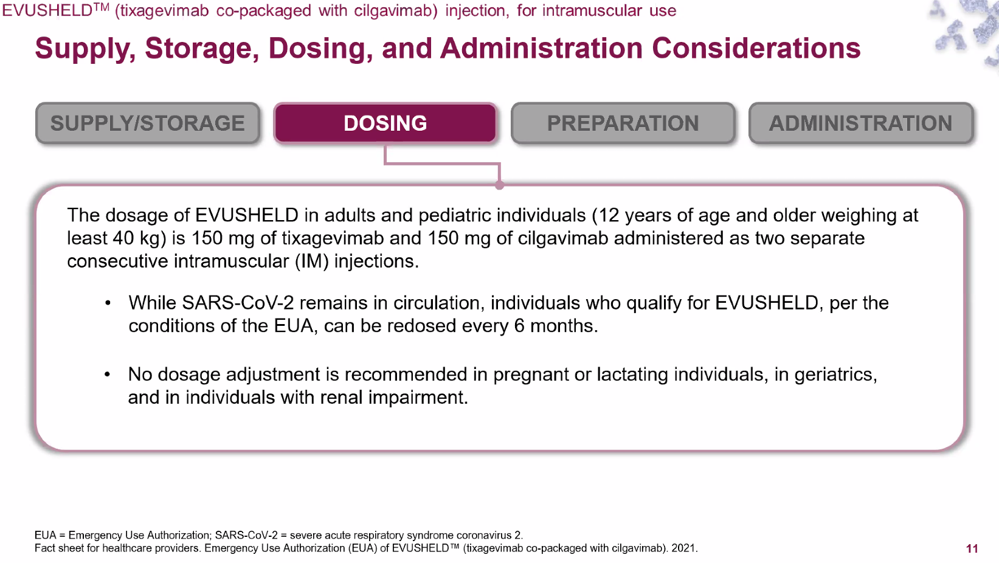 EVUSHELD™ (tixagevimab co-packaged with cilgavimab) injection, for intramuscular use
Supply, Storage, Dosing, and Administration Considerations
SUPPLY/STORAGE
DOSING
PREPARATION
ADMINISTRATION
The dosage of EVUSHELD in adults and pediatric individuals (12 years of age and older weighing at
least 40 kg) is 150 mg of tixagevimab and 150 mg of cilgavimab administered as two separate
consecutive intramuscular (IM) injections.
• While SARS-CoV-2 remains in circulation, individuals who qualify for EVUSHELD, per the
conditions of the EUA, can be redosed every 6 months.
• No dosage adjustment is recommended in pregnant or lactating individuals, in geriatrics,
and in individuals with renal impairment.
EUA = Emergency Use Authorization; SARS-CoV-2 = severe acute respiratory syndrome coronavirus 2.
Fact sheet for healthcare providers. Emergency Use Authorization (EUA) of EVUSHELD™ (tixagevimab co-packaged with cilgavimab). 2021.
11